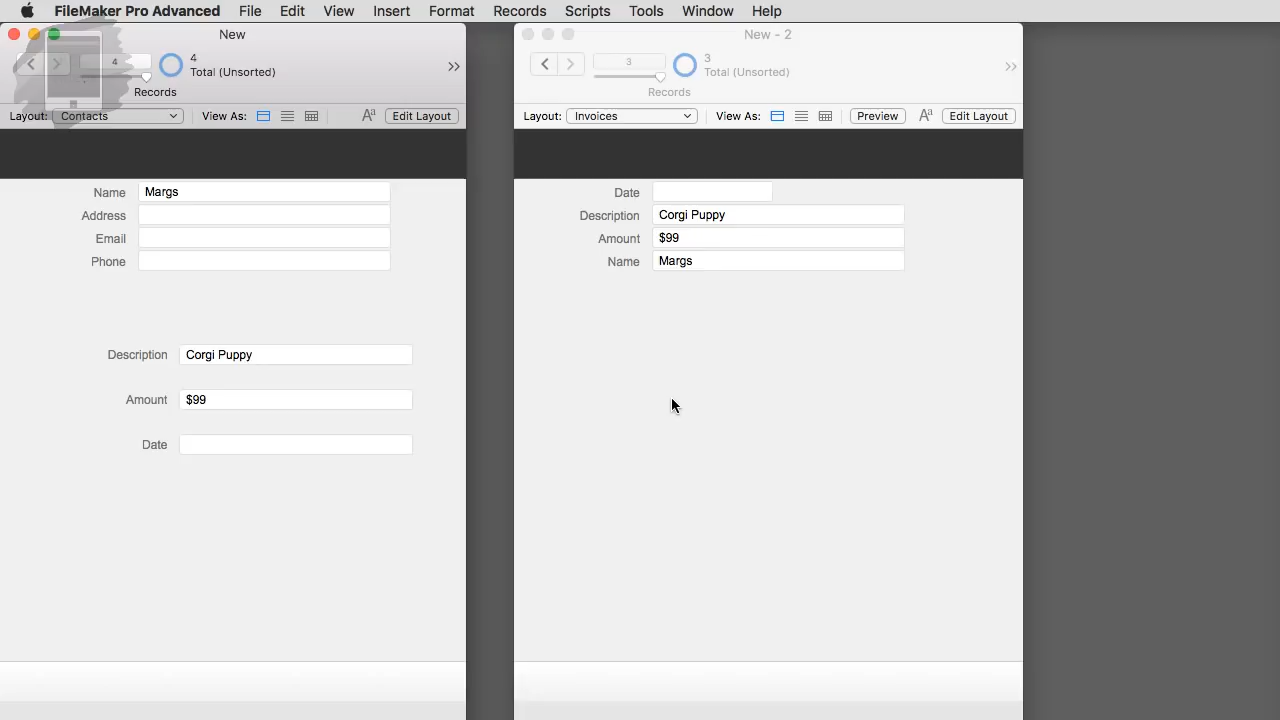 FileMaker Pro Advanced File Edit View Insert Format Records Scripts Tools Window Help
New
4
4
Total (Unsorted)
Records
Layout: Contacts View As: Aa Edit Layout
Name Margs
Address
Email
Phone
Description Corgi Puppy
Amount $99
Date
New - 2
3
3
Total (Unsorted)
Records
Layout: Invoices View As: Preview Aa Edit Layout
Date
Description Corgi Puppy
Amount $99
Name Margs